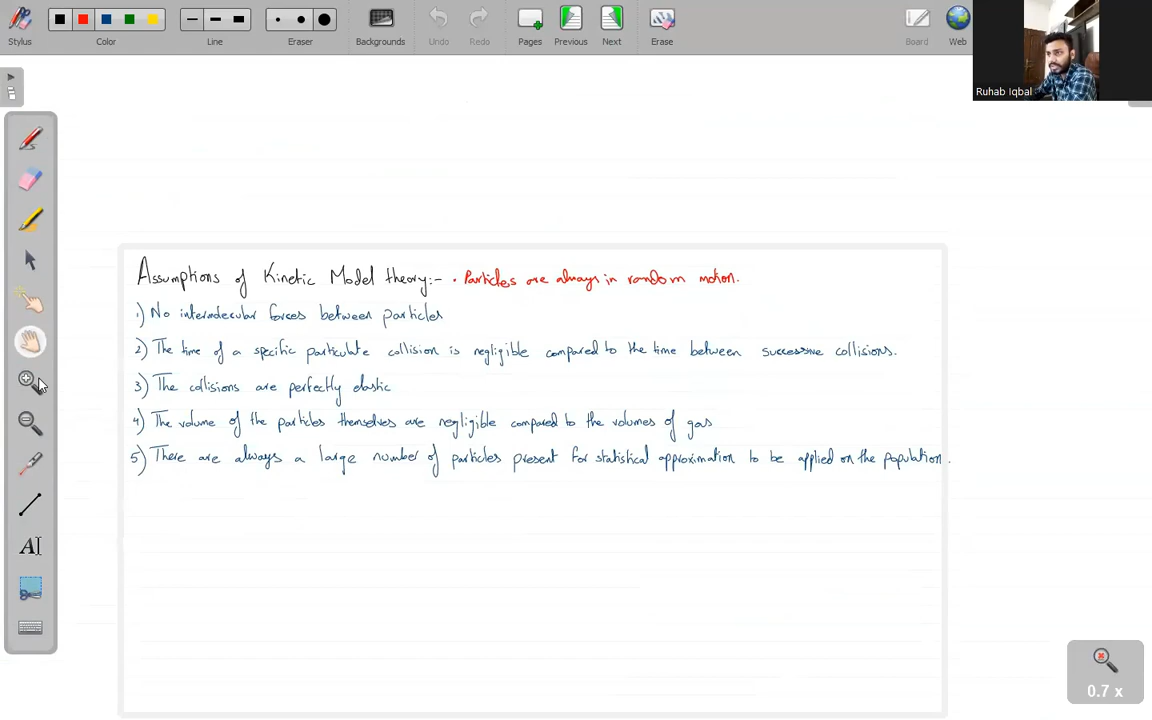 Stylus
Color
Line
Eraser
Backgrounds
Undo
Redo
Pages
Previous
Next
Erase
Board
Web
Ruhab Iqbal
Assumptions of Kinetic Model theory:- • Particles are always in random motion.
1) No intermolecular forces between particles
2) The time of a specific particulate collision is negligible compared to the time between successive collisions.
3) The collisions are perfectly elastic
4) The volume of the particles themselves are negligible compared to the volumes of gas
5) There are always a large number of particles present for statistical approximation to be applied on the population.
AI
0.7 x